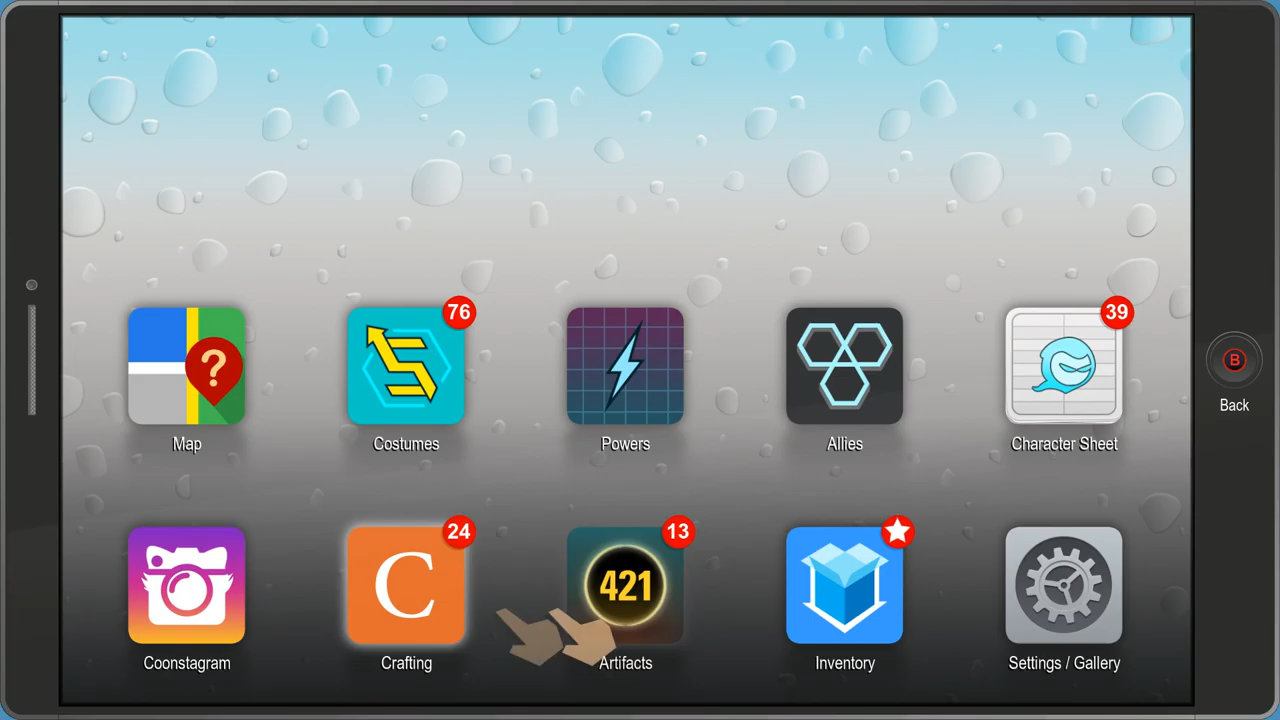 76
39
?
B
Back
Map
Costumes
Powers
Allies
Character Sheet
24
13
C
421
Coonstagram
Crafting
Artifacts
Inventory
Settings / Gallery